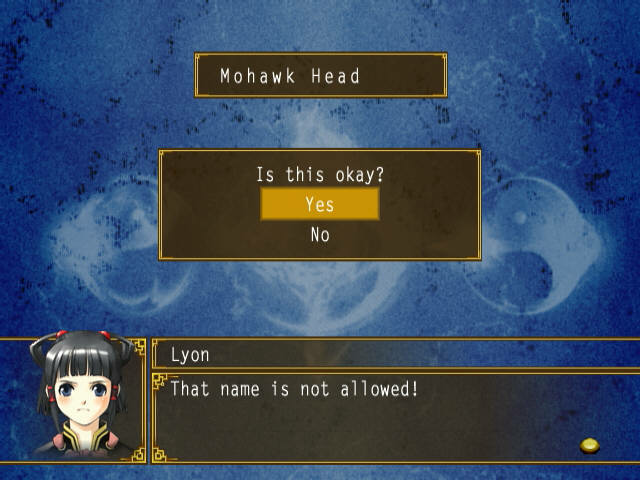 Mohawk Head
Is this okay?
Yes
No
Lyon
That name is not allowed!